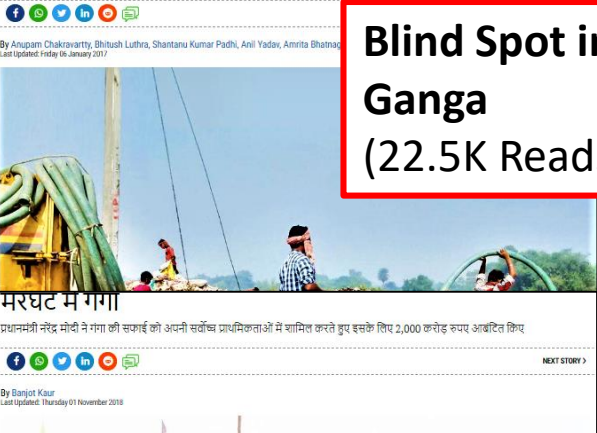 By Anupam Chakravartty, Bhitush Luthra, Shantanu Kumar Padhi, Anil Yadav, Amrita Bhatnag
Last Updated: Friday 06 January 2017
Blind Spot in
Ganga
(22.5K Read
मरघट में गंगा
प्रधानमंत्री नरेंद्र मोदी ने गंगा की सफाई को अपनी सर्वोच्च प्राथमिकताओं में शामिल करते हुए इसके लिए 2,000 करोड़ रुपए आबंटित किए
NEXT STORY >
By Banjot Kaur
Last Updated: Thursday 01 November 2018